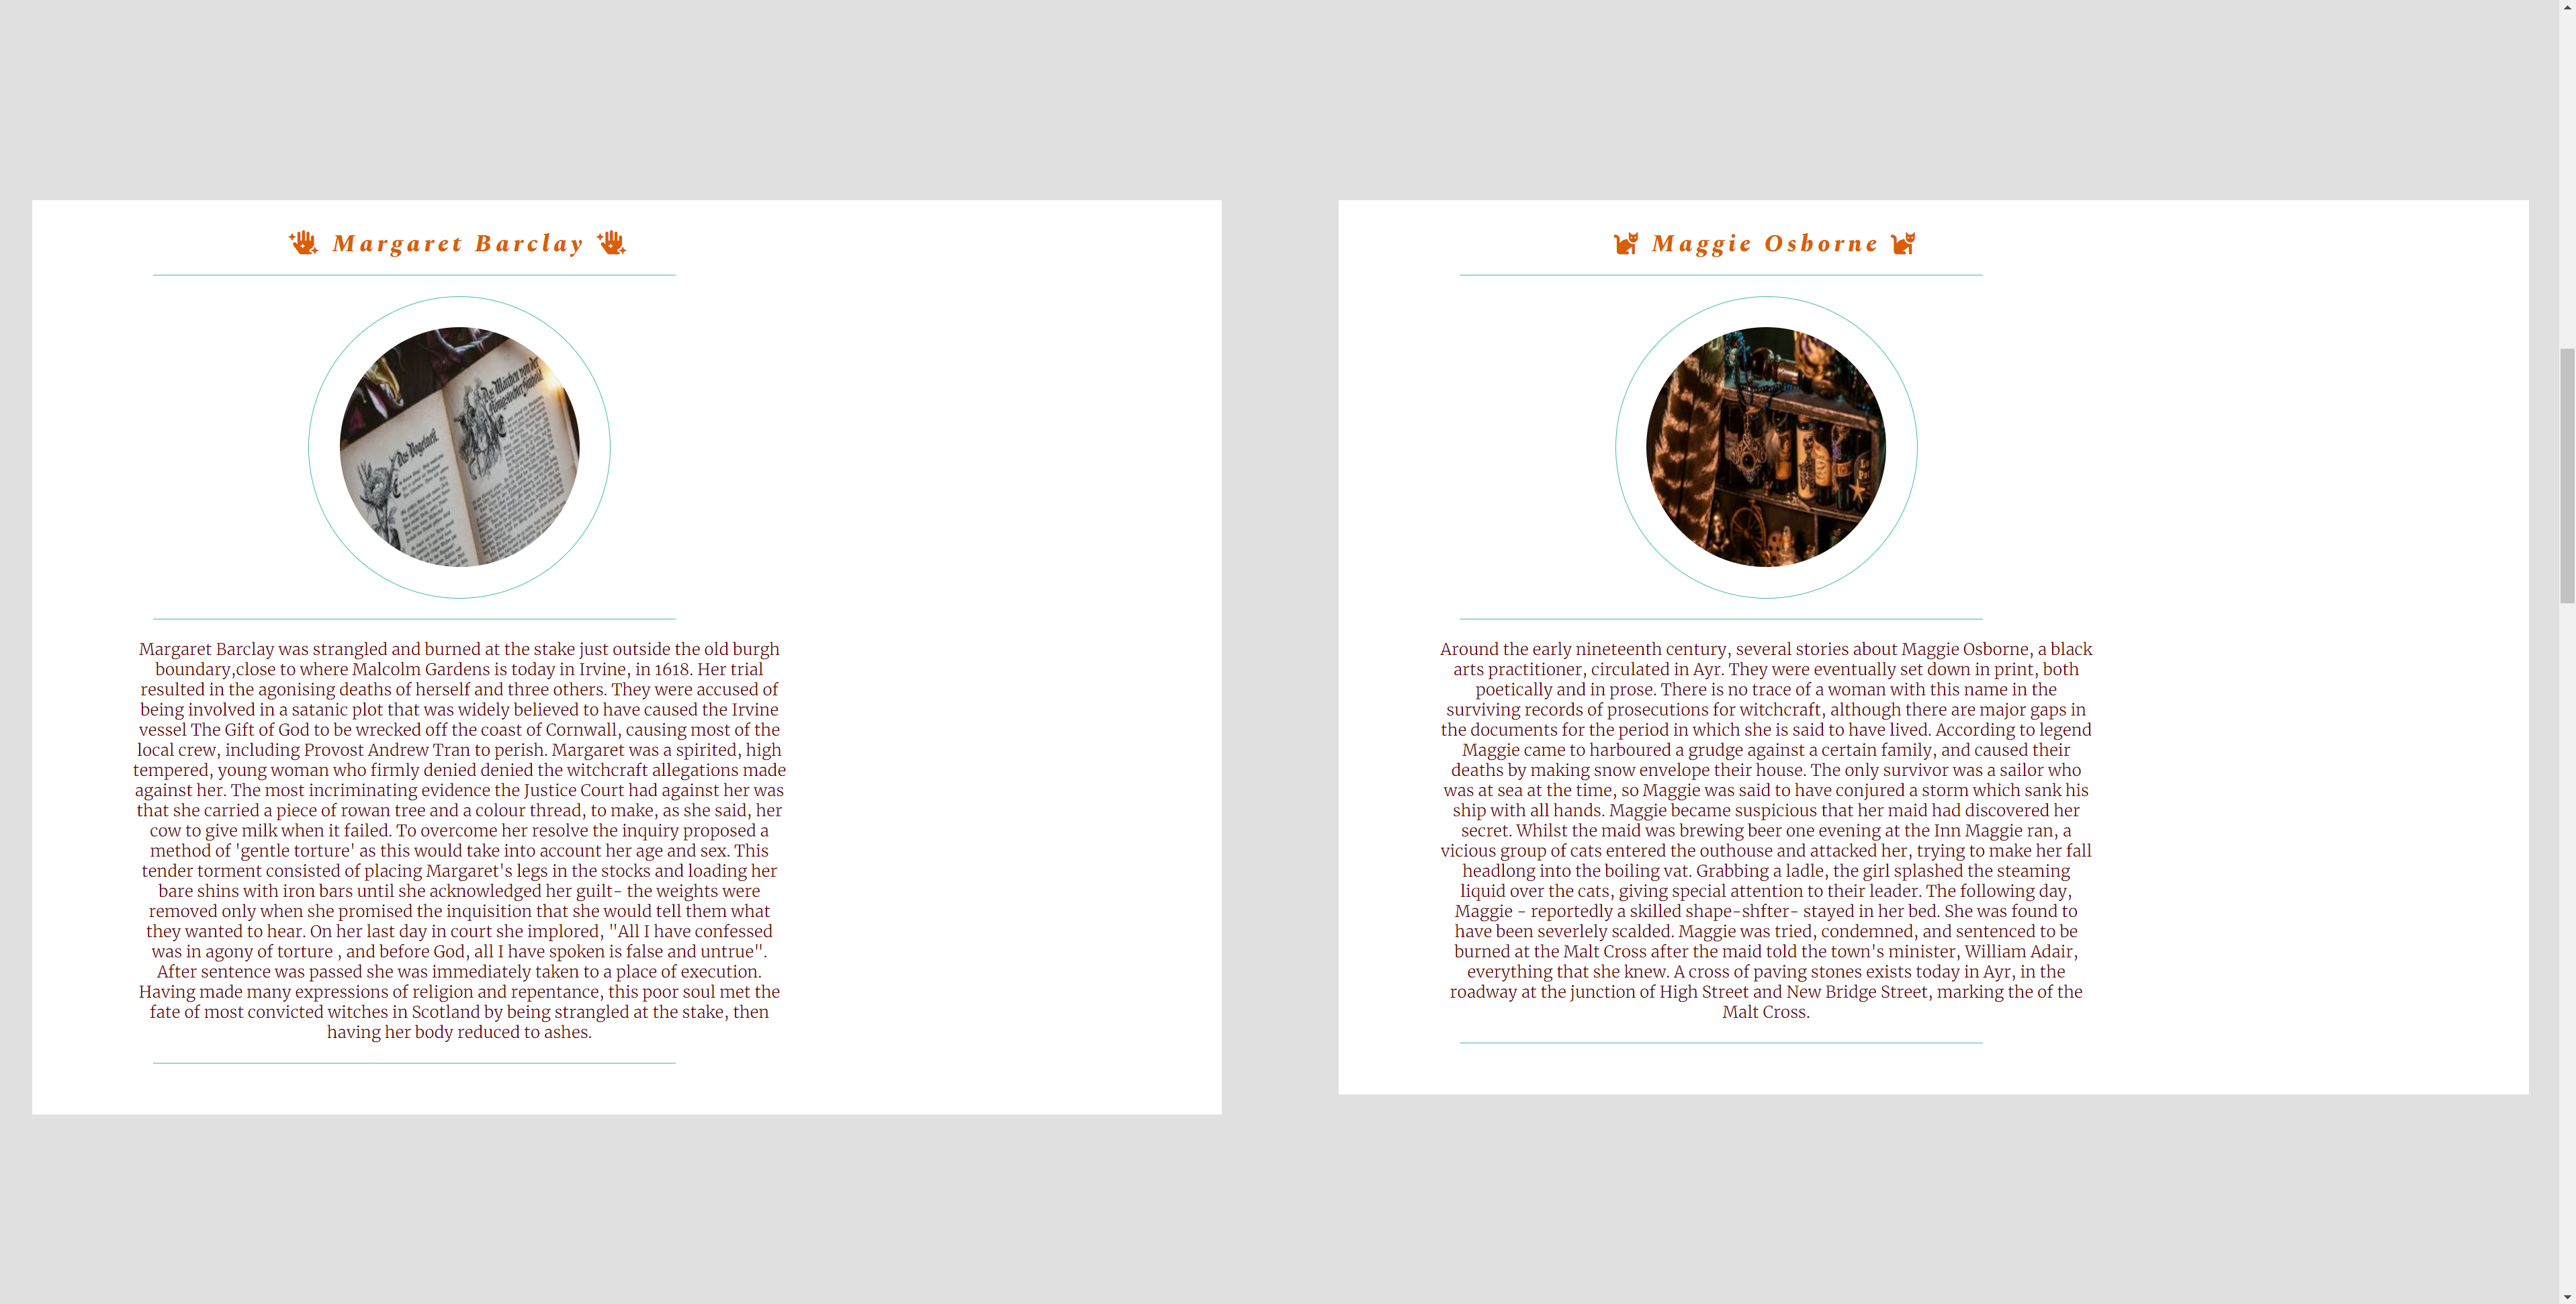 Margaret Barclay
Das Vogelnest.
Das Märchen von der
Margaret Barclay was strangled and burned at the stake just outside the old burgh
boundary,close to where Malcolm Gardens is today in Irvine, in 1618. Her trial
resulted in the agonising deaths of herself and three others. They were accused of
being involved in a satanic plot that was widely believed to have caused the Irvine
vessel The Gift of God to be wrecked off the coast of Cornwall, causing most of the
local crew, including Provost Andrew Tran to perish. Margaret was a spirited, high
tempered, young woman who firmly denied denied the witchcraft allegations made
against her. The most incriminating evidence the Justice Court had against her was
that she carried a piece of rowan tree and a colour thread, to make, as she said, her
cow to give milk when it failed. To overcome her resolve the inquiry proposed a
method of 'gentle torture' as this would take into account her age and sex. This
tender torment consisted of placing Margaret's legs in the stocks and loading her
bare shins with iron bars until she acknowledged her guilt- the weights were
removed only when she promised the inquisition that she would tell them what
they wanted to hear. On her last day in court she implored, "All I have confessed
was in agony of torture , and before God, all I have spoken is false and untrue".
After sentence was passed she was immediately taken to a place of execution.
Having made many expressions of religion and repentance, this poor soul met the
fate of most convicted witches in Scotland by being strangled at the stake, then
having her body reduced to ashes.
Maggie Osborne
Around the early nineteenth century, several stories about Maggie Osborne, a black
arts practitioner, circulated in Ayr. They were eventually set down in print, both
poetically and in prose. There is no trace of a woman with this name in the
surviving records of prosecutions for witchcraft, although there are major gaps in
the documents for the period in which she is said to have lived. According to legend
Maggie came to harboured a grudge against a certain family, and caused their
deaths by making snow envelope their house. The only survivor was a sailor who
was at sea at the time, so Maggie was said to have conjured a storm which sank his
ship with all hands. Maggie became suspicious that her maid had discovered her
secret. Whilst the maid was brewing beer one evening at the Inn Maggie ran, a
vicious group of cats entered the outhouse and attacked her, trying to make her fall
headlong into the boiling vat. Grabbing a ladle, the girl splashed the steaming
liquid over the cats, giving special attention to their leader. The following day,
Maggie - reportedly a skilled shape-shfter- stayed in her bed. She was found to
have been severlely scalded. Maggie was tried, condemned, and sentenced to be
burned at the Malt Cross after the maid told the town's minister, William Adair,
everything that she knew. A cross of paving stones exists today in Ayr, in the
roadway at the junction of High Street and New Bridge Street, marking the of the
Malt Cross.